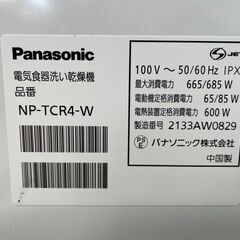 Panasonic
電気食器洗い乾燥機
品番
NP-TCR4-W
JET
100V～50/60Hz IPX
最大消費電力 665/685 W
電動機定格消費電力 65/85 W
電熱装置定格消費電力 600 W
製造番号 2133AW0829
PS E
パナソニック株式会社
中国製